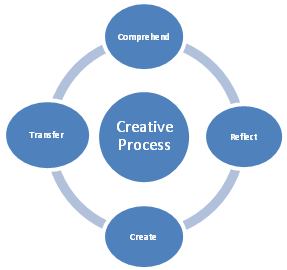 Comprehend
Transfer
Creative
Process
Reflect
Create